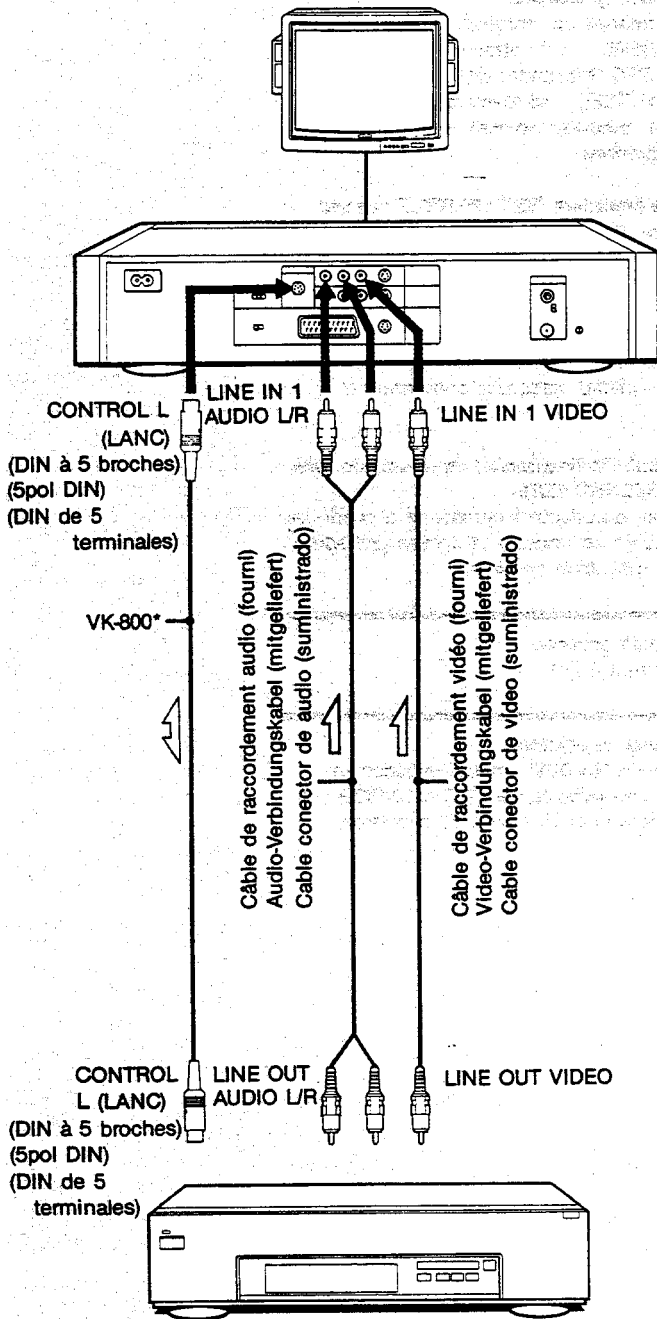 CONTROL L
(LANC)
(DIN à 5 broches)
(5pol DIN)
(DIN de 5
terminales)
LINE IN 1
AUDIO L/R
LINE IN 1 VIDEO
VK-800*
Câble de raccordement audio (fourni)
Audio-Verbindungskabel (mitgeliefert)
Cable conector de audio (suministrado)
Câble de raccordement vidéo (fourni)
Video-Verbindungskabel (mitgeliefert)
Cable conector de video (suministrado)
CONTROL
L (LANC)
(DIN à 5 broches)
(5pol DIN)
(DIN de 5
terminales)
LINE OUT
AUDIO L/R
LINE OUT VIDEO